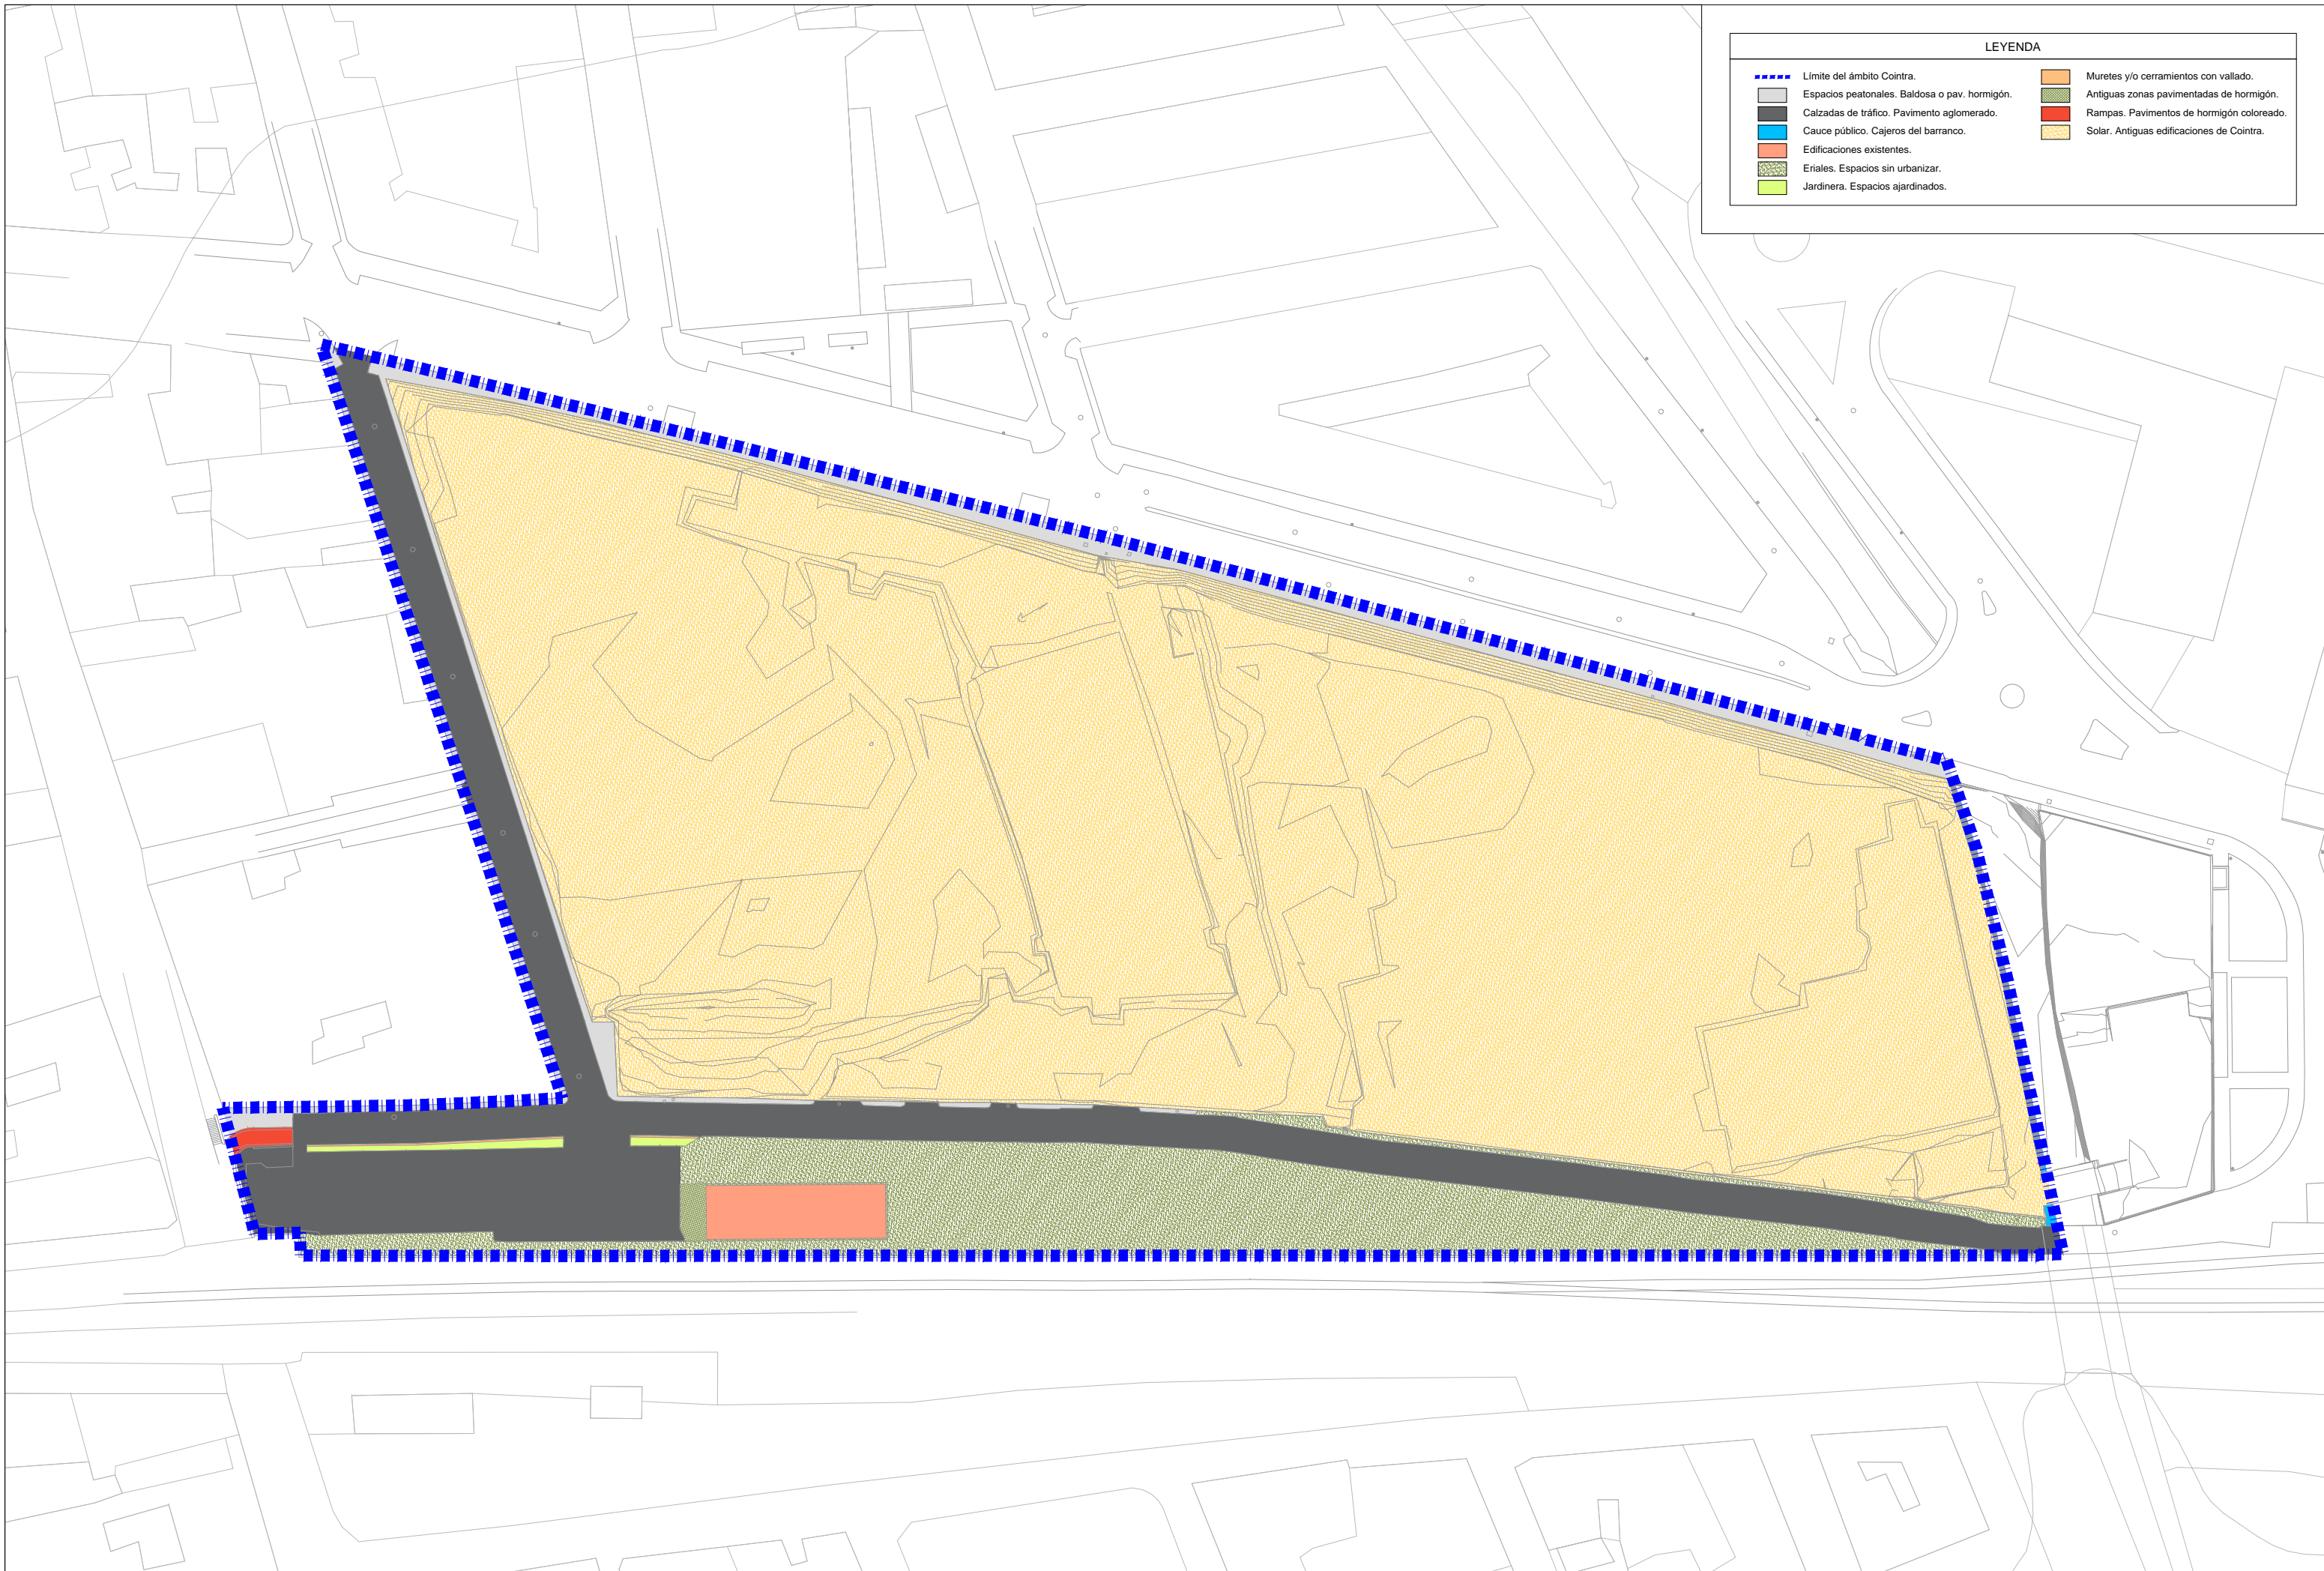 LEYENDA
Límite del ámbito Cointra.
Espacios peatonales. Baldosa o pav. hormigón.
Calzadas de tráfico. Pavimento aglomerado.
Cauce público. Cajeros del barranco.
Edificaciones existentes.
Eriales. Espacios sin urbanizar.
Jardinera. Espacios ajardinados.
Muretes y/o cerramientos con vallado.
Antiguas zonas pavimentadas de hormigón.
Rampas. Pavimentos de hormigón coloreado.
Solar. Antiguas edificaciones de Cointra.